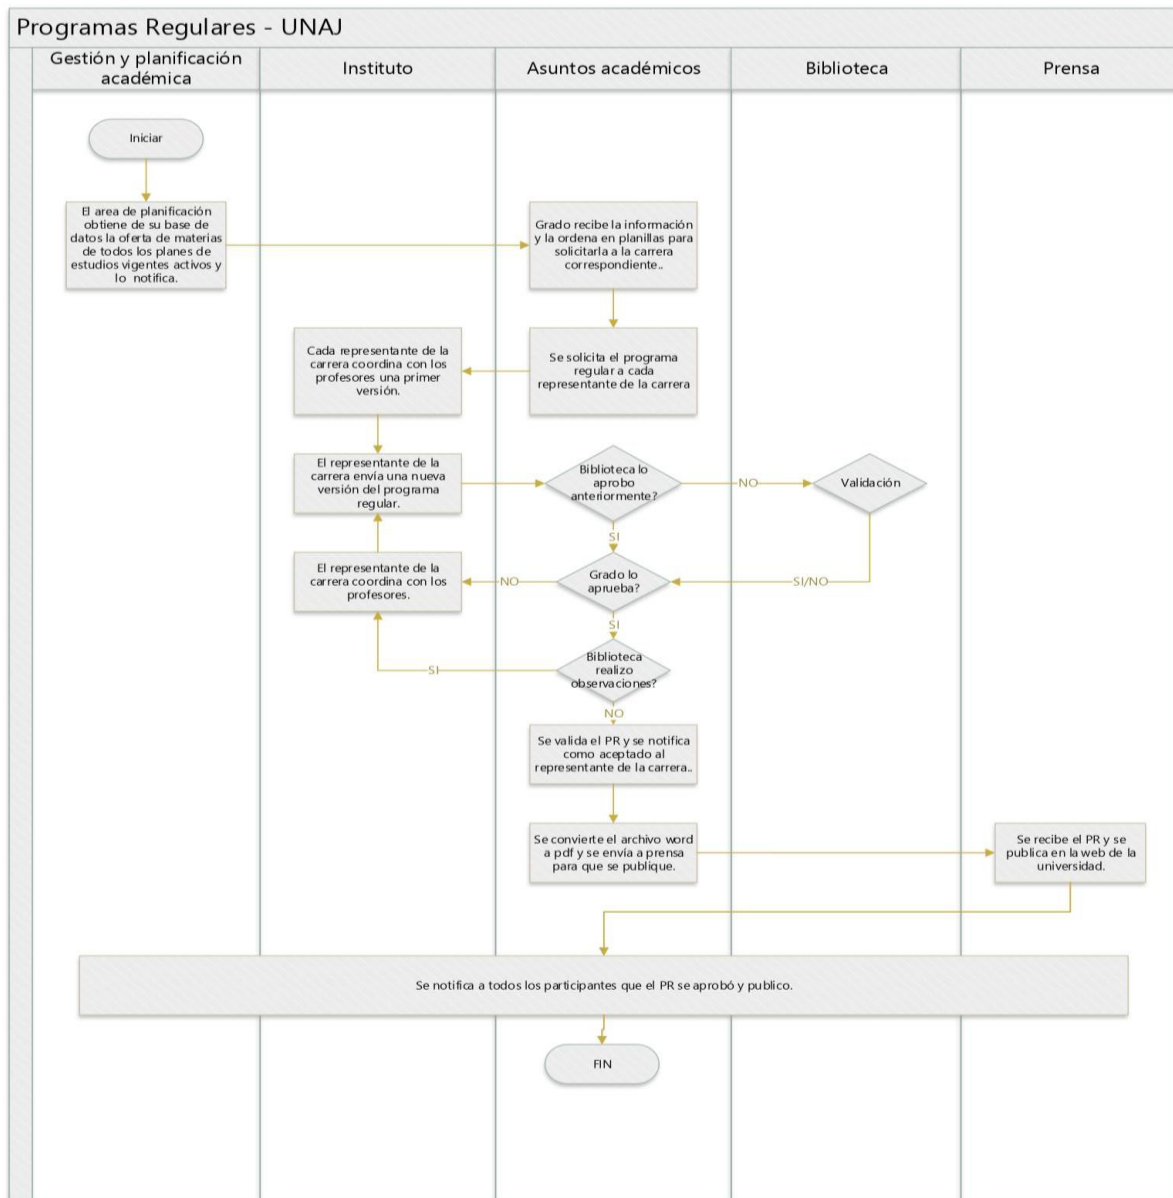 Programas Regulares - UNAJ
Gestión y planificación
académica
Instituto
Asuntos académicos
Biblioteca
Prensa
Iniciar
El area de planificación
obtiene de su base de
datos la oferta de materias
de todos los planes de
estudios vigentes activos y
lo notifica.
Grado recibe la información
y la ordena en planillas para
solicitarla a la carrera
correspondiente..
Se solicita el programa
regular a cada
representante de la carrera
Cada representante de la
carrera coordina con los
profesores una primer
versión.
El representante de la
carrera envía una nueva
versión del programa
regular.
Biblioteca lo
aprobo
anteriormente?
NO
Validación
SI
El representante de la
carrera coordina con los
profesores.
NO
Grado lo
aprueba?
SI/NO
SI
Biblioteca
realizo
observaciones?
SI
NO
Se valida el PR y se notifica
como aceptado al
representante de la carrera..
Se convierte el archivo word
a pdf y se envía a prensa
para que se publique.
Se recibe el PR y se
publica en la web de la
universidad.
Se notifica a todos los participantes que el PR se aprobó y publico.
FIN